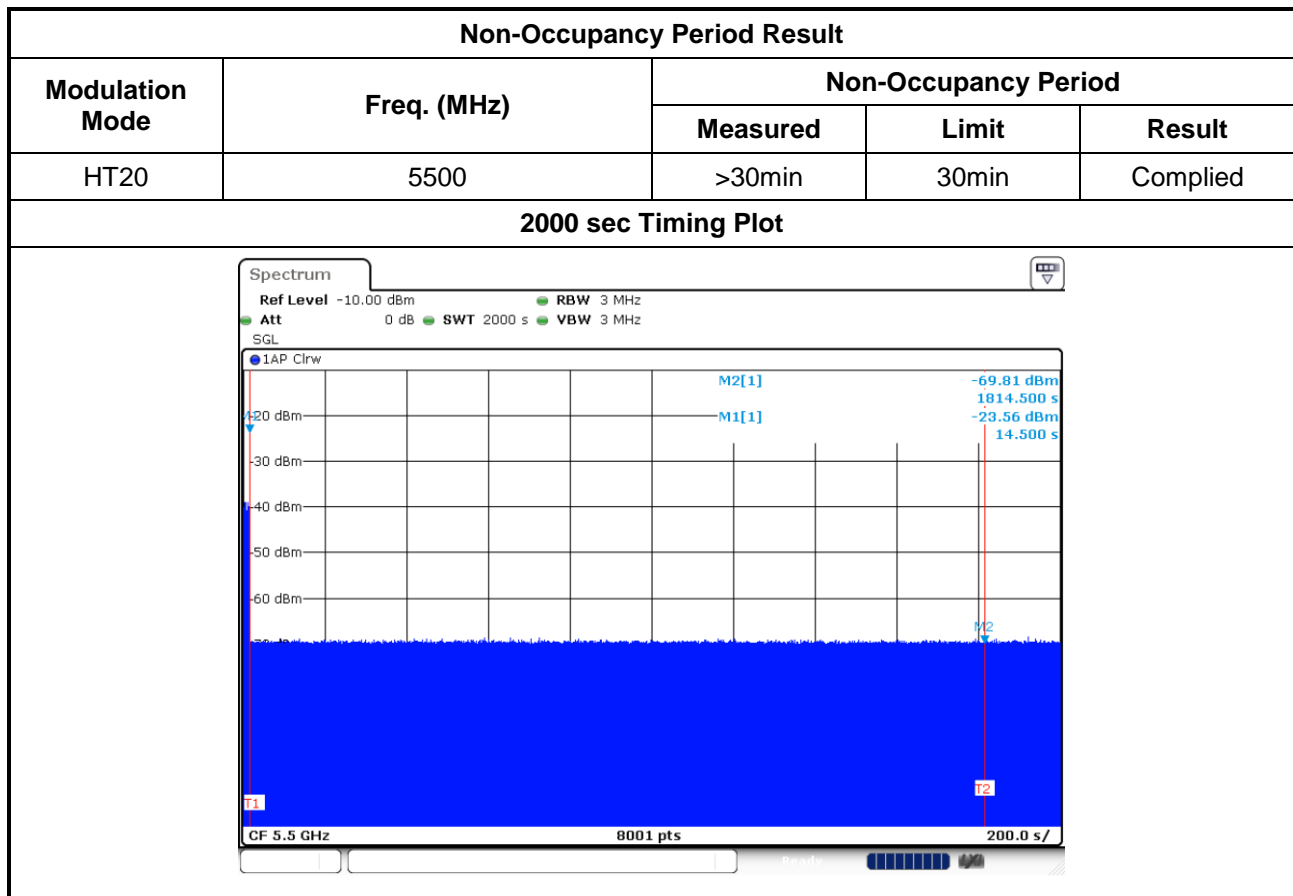 Non-Occupancy Period Result
Modulation Mode
Freq. (MHz)
Non-Occupancy Period
Measured
Limit
Result
HT20
5500
>30min
30min
Complied
2000 sec Timing Plot
Spectrum
Ref Level -10.00 dBm
RBW 3 MHz
Att 0 dB
SWT 2000 s
VBW 3 MHz
SGL
1AP Clrw
M2[1] -69.81 dBm
1814.500 s
M1[1] -23.56 dBm
14.500 s
-20 dBm
-30 dBm
-40 dBm
-50 dBm
-60 dBm
M2
T1
T2
CF 5.5 GHz
8001 pts
200.0 s/
Ready